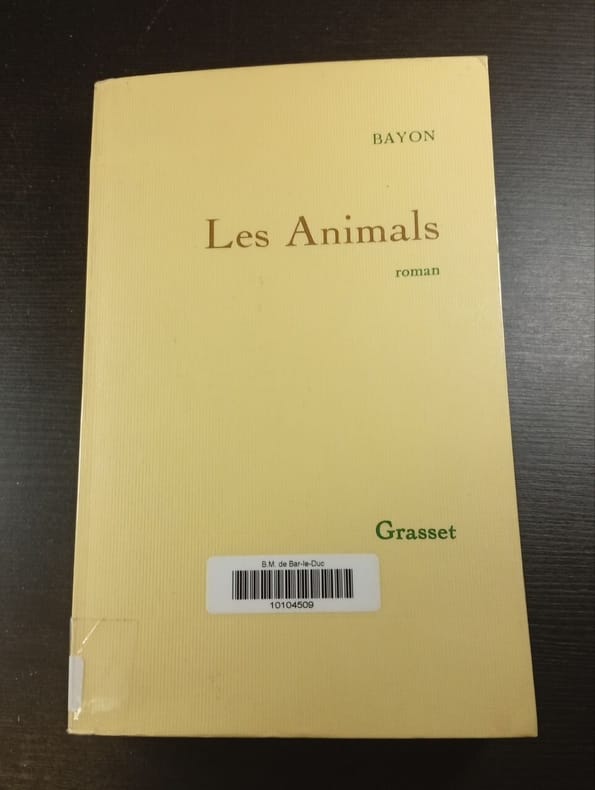 BAYON
Les Animals
roman
Grasset
B.M. de Bar-le-Duc
10104509